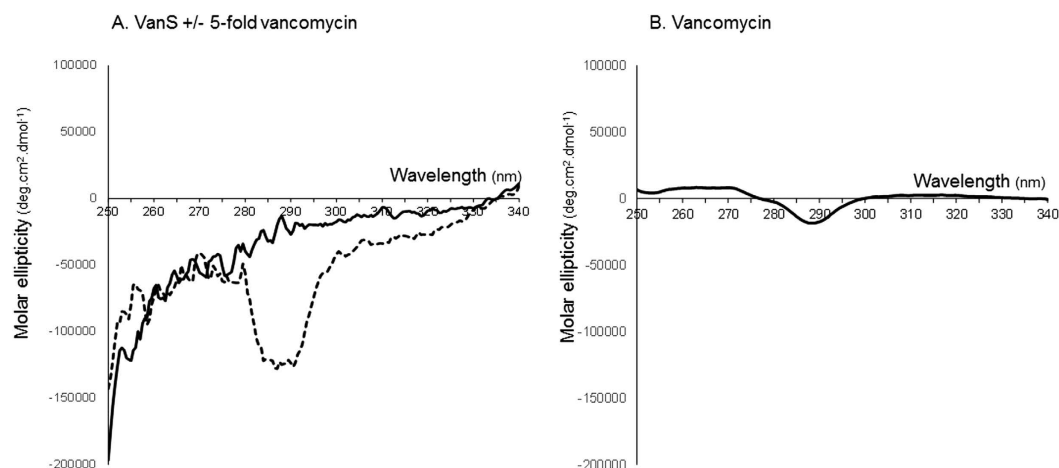 A. VanS +/- 5-fold vancomycin
Molar ellipticity (deg.cm².dmol⁻¹)
100000
50000
Wavelength (nm)
0
250 260 270 280 290 300 310 320 330 340
-50000
-100000
-150000
-200000
B. Vancomycin
Molar ellipticity (deg.cm².dmol⁻¹)
100000
50000
Wavelength (nm)
0
250 260 270 280 290 300 310 320 330 340
-50000
-100000
-150000
-200000